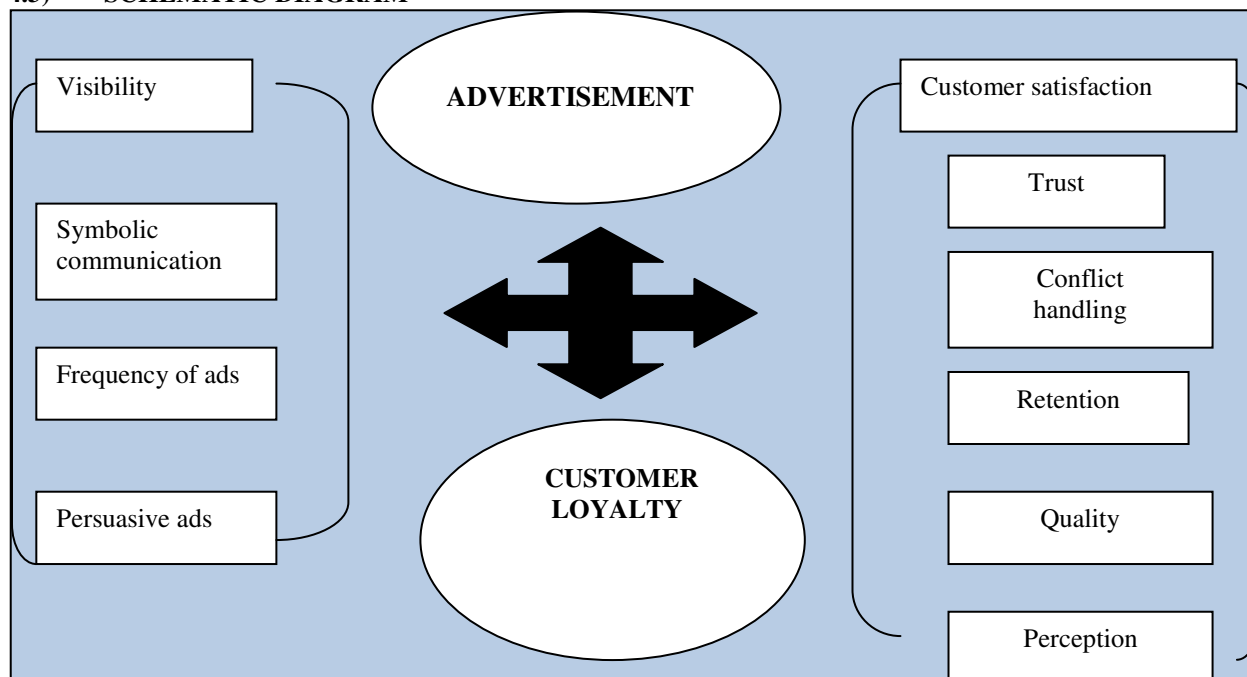 SCHEMATIC DIAGRAM
Visibility
Symbolic
communication
Frequency of ads
Persuasive ads
ADVERTISEMENT
CUSTOMER
LOYALTY
Customer satisfaction
Trust
Conflict
handling
Retention
Quality
Perception